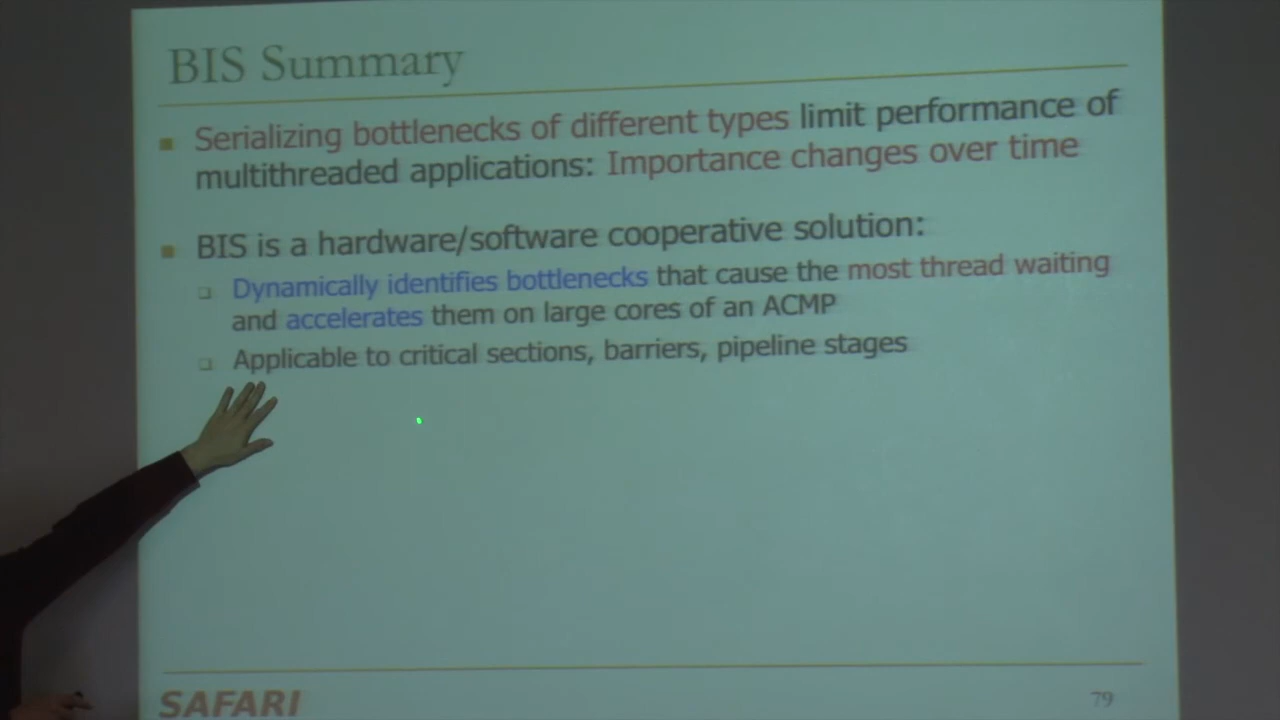 BIS Summary
Serializing bottlenecks of different types limit performance of
multithreaded applications: Importance changes over time
BIS is a hardware/software cooperative solution:
Dynamically identifies bottlenecks that cause the most thread waiting
and accelerates them on large cores of an ACMP
Applicable to critical sections, barriers, pipeline stages
SAFARI
79